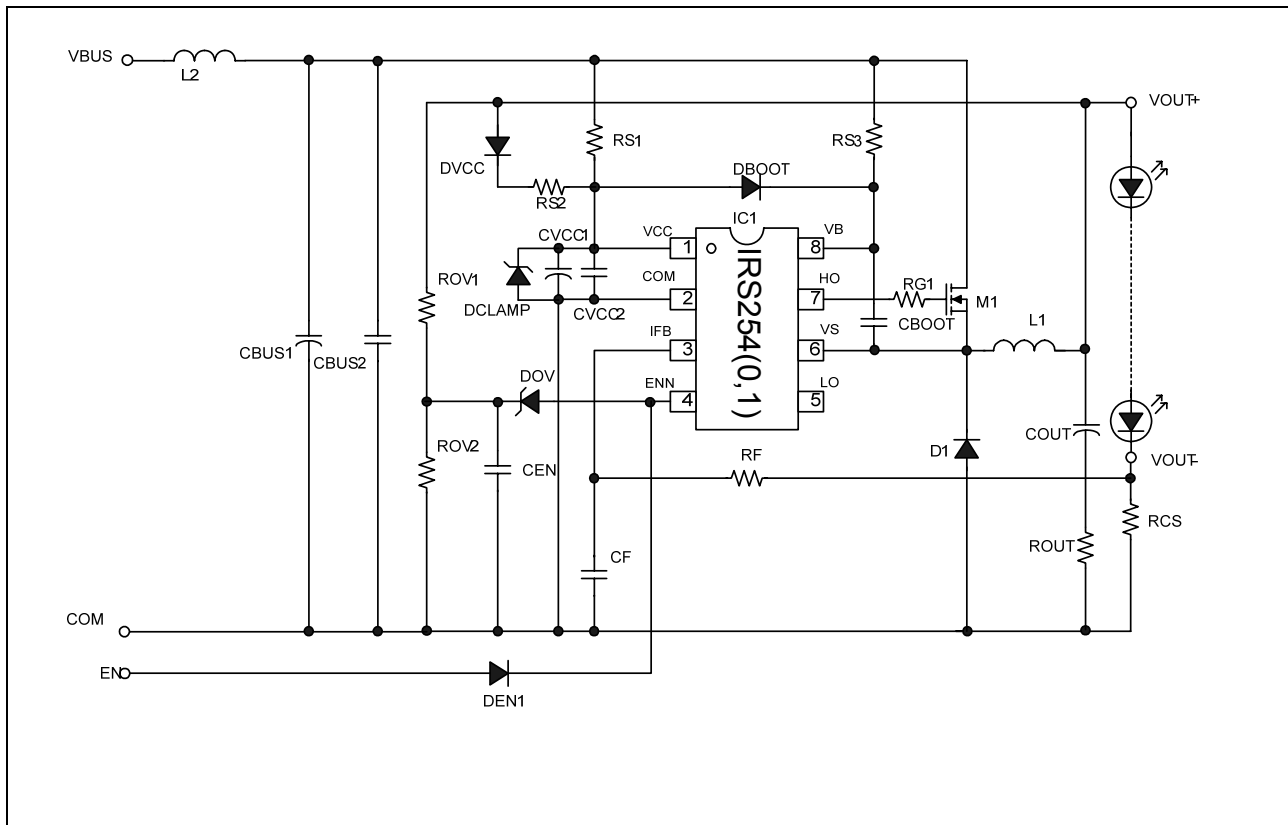 VBUS
L2
VOUT+
RS1
RS3
DVCC
DBOOT
RS2
IC1
CVCC1
VCC
VB
1
8
COM
HO
ROV1
RG1
2
7
M1
DCLAMP
CVCC2
CBOOT
L1
IFB
VS
CBUS1
CBUS2
3
6
DOV
ENN
LO
4
5
IRS254(0,1)
ROV2
CEN
RF
D1
COUT
VOUT-
RCS
ROUT
CF
COM
EN
DEN1